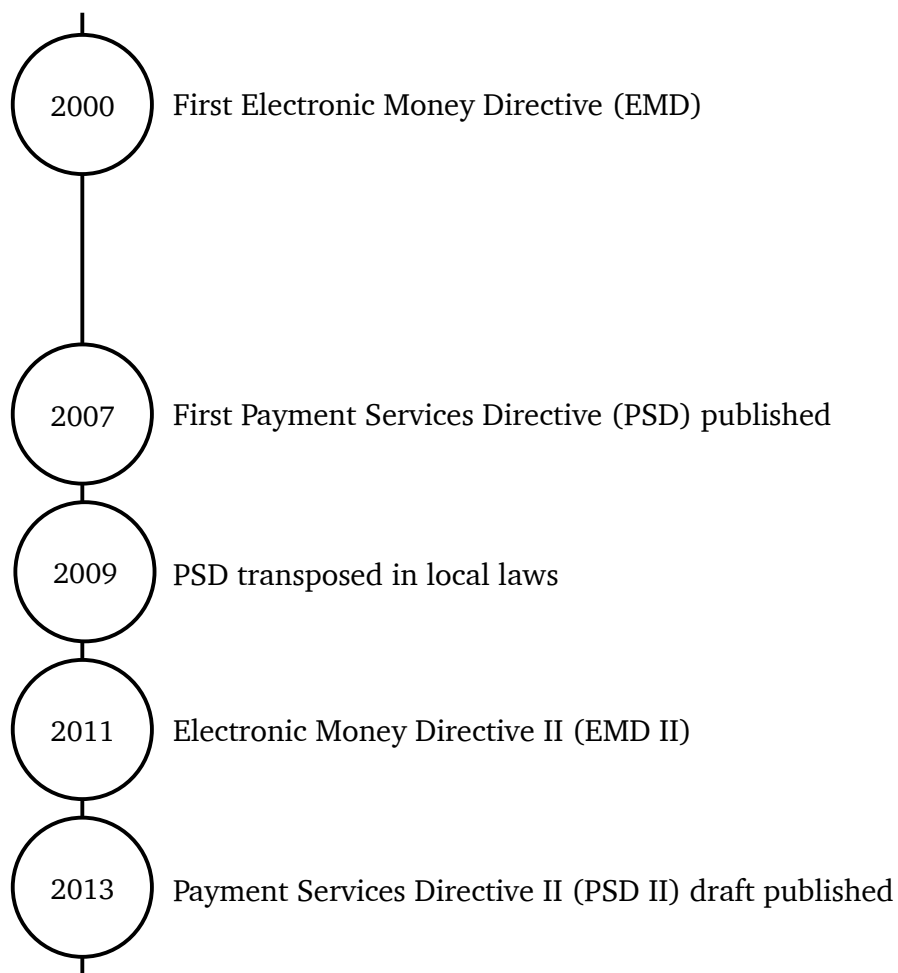 2000 First Electronic Money Directive (EMD)
2007 First Payment Services Directive (PSD) published
2009 PSD transposed in local laws
2011 Electronic Money Directive II (EMD II)
2013 Payment Services Directive II (PSD II) draft published